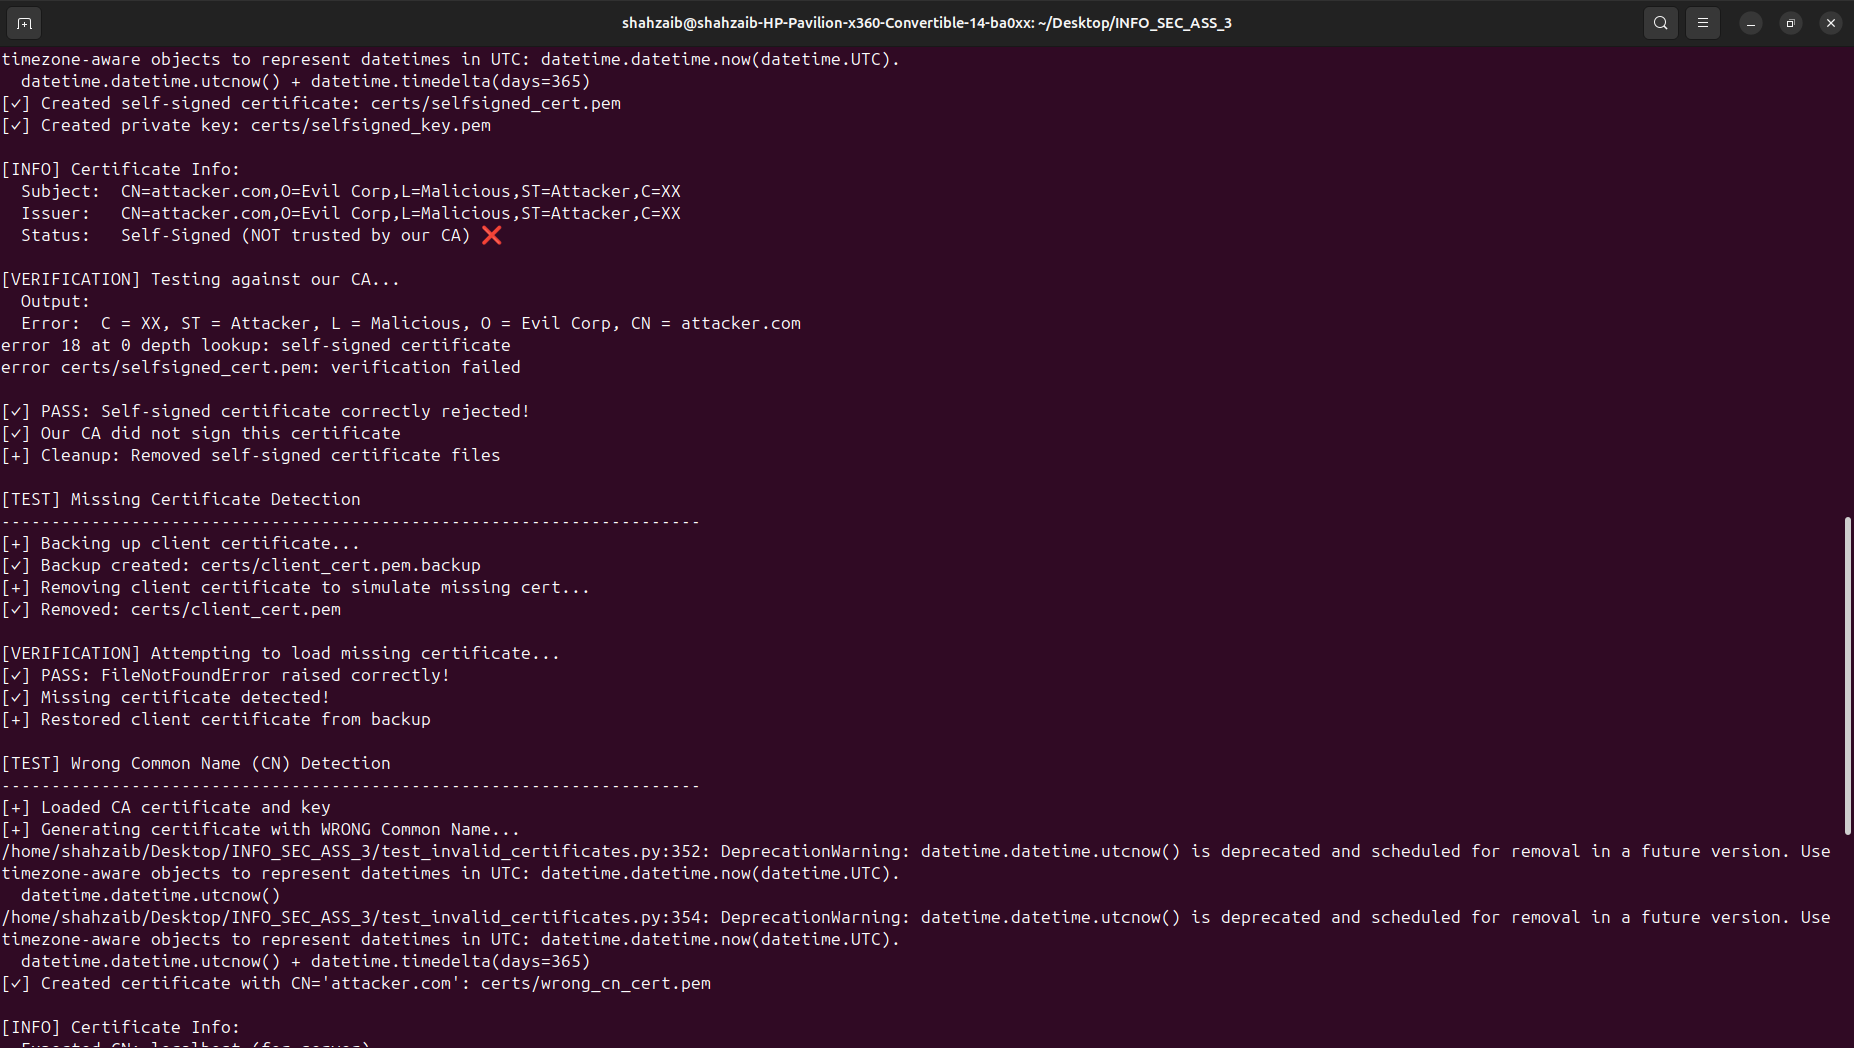 shahzaib@shahzaib-HP-Pavilion-x360-Convertible-14-ba0xx: ~/Desktop/INFO_SEC_ASS_3
timezone-aware objects to represent datetimes in UTC: datetime.datetime.now(datetime.UTC).
  datetime.datetime.utcnow() + datetime.timedelta(days=365)
[✓] Created self-signed certificate: certs/selfsigned_cert.pem
[✓] Created private key: certs/selfsigned_key.pem

[INFO] Certificate Info:
  Subject:  CN=attacker.com,O=Evil Corp,L=Malicious,ST=Attacker,C=XX
  Issuer:   CN=attacker.com,O=Evil Corp,L=Malicious,ST=Attacker,C=XX
  Status:   Self-Signed (NOT trusted by our CA) ❌

[VERIFICATION] Testing against our CA...
  Output:
  Error:  C = XX, ST = Attacker, L = Malicious, O = Evil Corp, CN = attacker.com
error 18 at 0 depth lookup: self-signed certificate
error certs/selfsigned_cert.pem: verification failed

[✓] PASS: Self-signed certificate correctly rejected!
[✓] Our CA did not sign this certificate
[+] Cleanup: Removed self-signed certificate files

[TEST] Missing Certificate Detection
----------------------------------------------------------------------
[+] Backing up client certificate...
[✓] Backup created: certs/client_cert.pem.backup
[+] Removing client certificate to simulate missing cert...
[✓] Removed: certs/client_cert.pem

[VERIFICATION] Attempting to load missing certificate...
[✓] PASS: FileNotFoundError raised correctly!
[✓] Missing certificate detected!
[+] Restored client certificate from backup

[TEST] Wrong Common Name (CN) Detection
----------------------------------------------------------------------
[+] Loaded CA certificate and key
[+] Generating certificate with WRONG Common Name...
/home/shahzaib/Desktop/INFO_SEC_ASS_3/test_invalid_certificates.py:352: DeprecationWarning: datetime.datetime.utcnow() is deprecated and scheduled for removal in a future version. Use
timezone-aware objects to represent datetimes in UTC: datetime.datetime.now(datetime.UTC).
  datetime.datetime.utcnow()
/home/shahzaib/Desktop/INFO_SEC_ASS_3/test_invalid_certificates.py:354: DeprecationWarning: datetime.datetime.utcnow() is deprecated and scheduled for removal in a future version. Use
timezone-aware objects to represent datetimes in UTC: datetime.datetime.now(datetime.UTC).
  datetime.datetime.utcnow() + datetime.timedelta(days=365)
[✓] Created certificate with CN='attacker.com': certs/wrong_cn_cert.pem

[INFO] Certificate Info:
  Expected CN: localhost (for server)